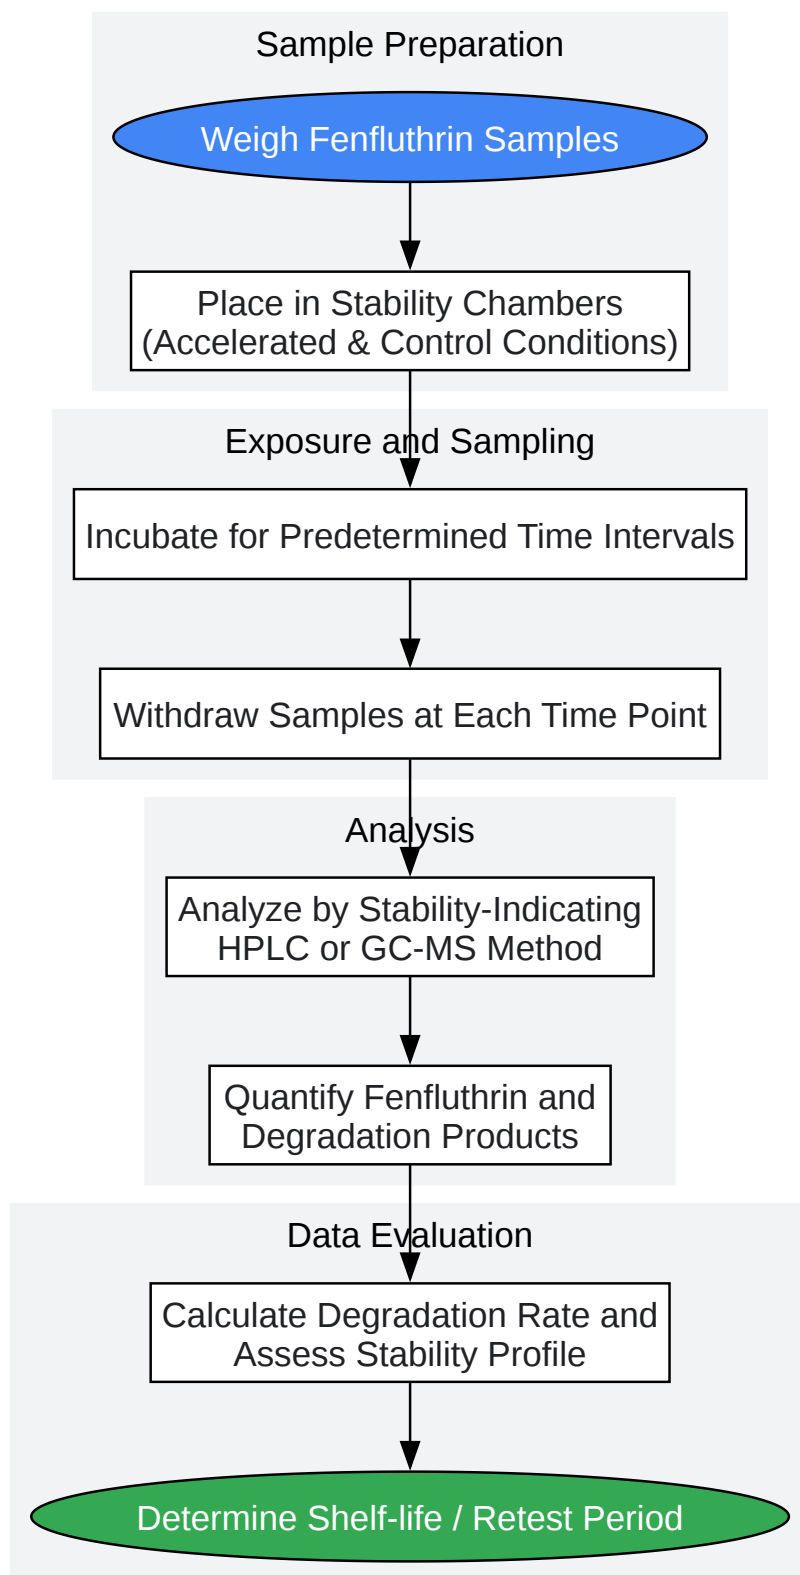 Sample Preparation
Weigh Fenfluthrin Samples
Place in Stability Chambers
(Accelerated & Control Conditions)
Exposure and Sampling
Incubate for Predetermined Time Intervals
Withdraw Samples at Each Time Point
Analysis
Analyze by Stability-Indicating
HPLC or GC-MS Method
Quantify Fenfluthrin and
Degradation Products
Data Evaluation
Calculate Degradation Rate and
Assess Stability Profile
Determine Shelf-life / Retest Period